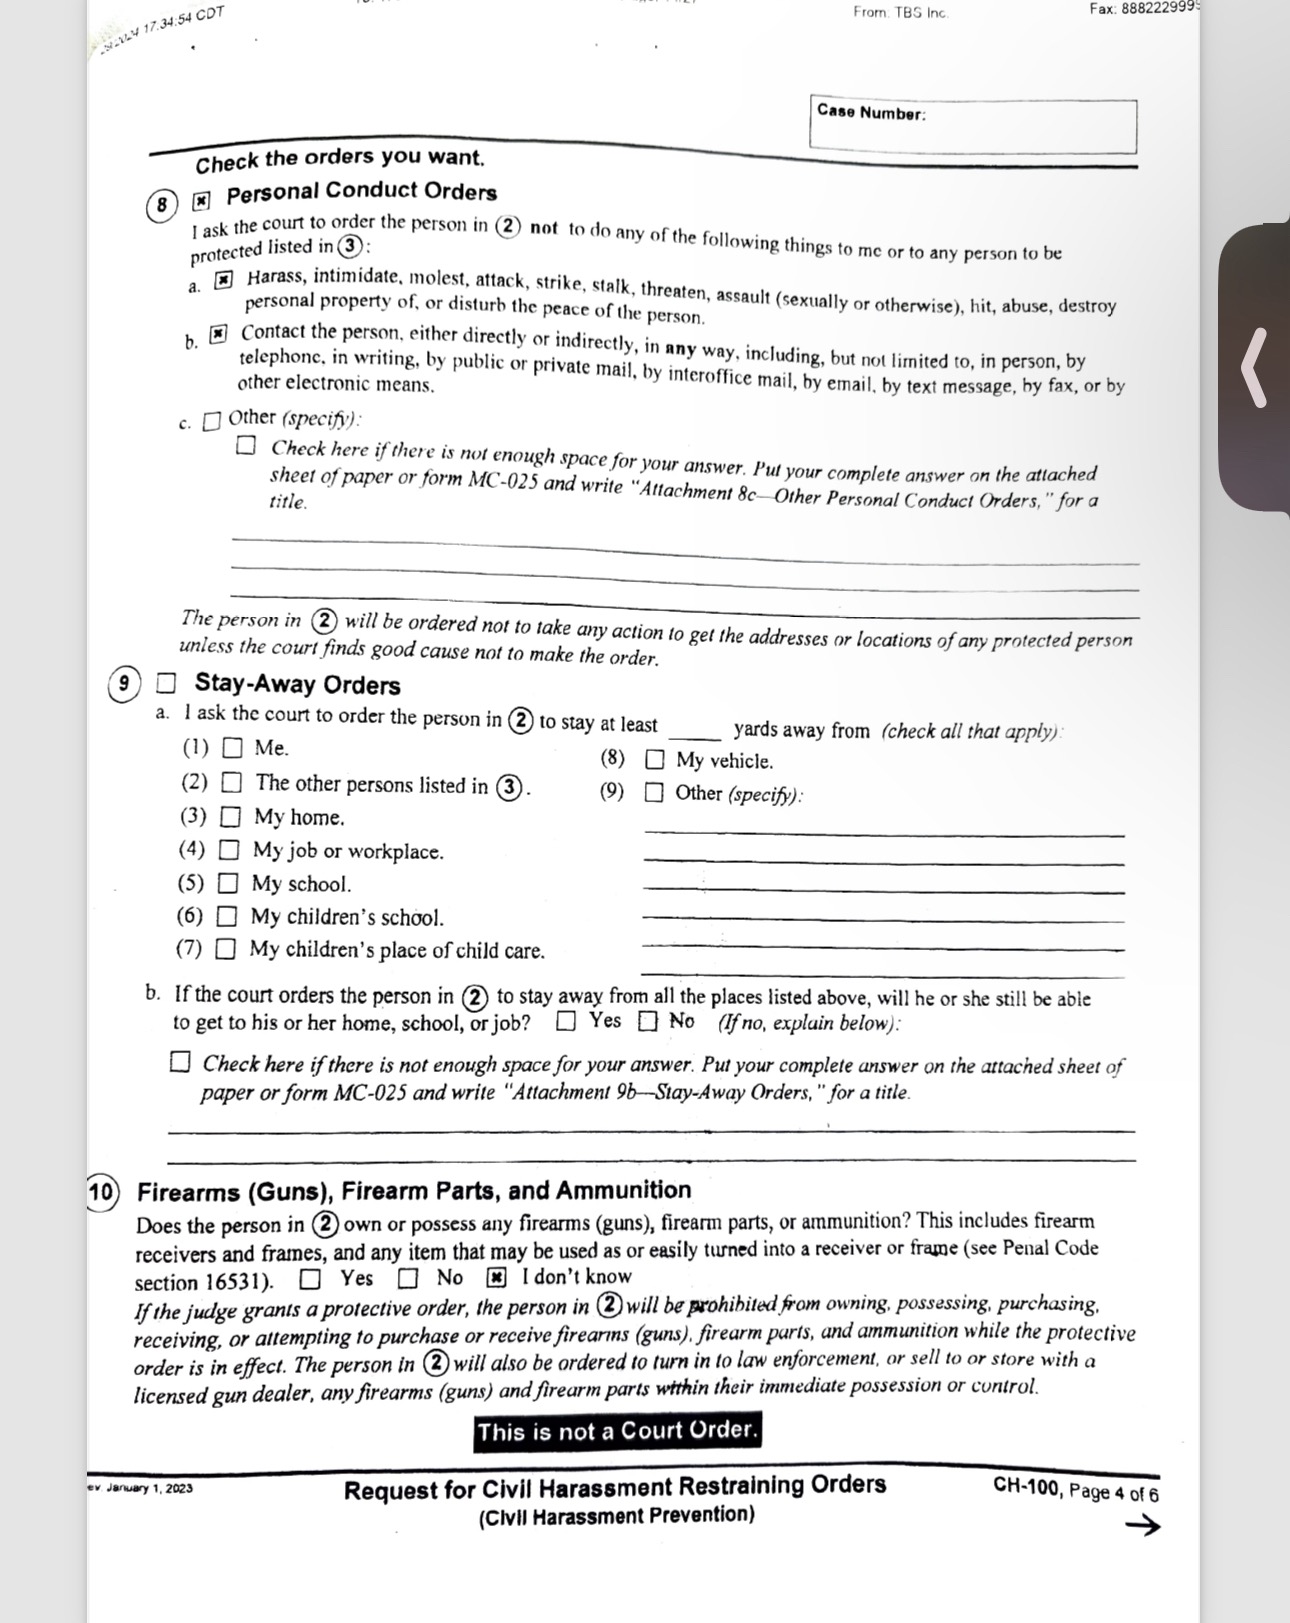 17:34:54 CDT
From: TBS Inc.
Fax: 888222999
Case Number:
Check the orders you want.
8 ☒ Personal Conduct Orders
I ask the court to order the person in ② not to do any of the following things to me or to any person to be
protected listed in ③:
a. ☒ Harass, intimidate, molest, attack, strike, stalk, threaten, assault (sexually or otherwise), hit, abuse, destroy
personal property of, or disturb the peace of the person.
b. ☒ Contact the person, either directly or indirectly, in any way, including, but not limited to, in person, by
telephone, in writing, by public or private mail, by interoffice mail, by email, by text message, by fax, or by
other electronic means.
c. ☐ Other (specify):
☐ Check here if there is not enough space for your answer. Put your complete answer on the attached
sheet of paper or form MC-025 and write "Attachment 8c—Other Personal Conduct Orders," for a
title.
The person in ② will be ordered not to take any action to get the addresses or locations of any protected person
unless the court finds good cause not to make the order.
9 ☐ Stay-Away Orders
a. I ask the court to order the person in ② to stay at least ____ yards away from (check all that apply):
(1) ☐ Me.
(2) ☐ The other persons listed in ③.
(3) ☐ My home.
(4) ☐ My job or workplace.
(5) ☐ My school.
(6) ☐ My children's school.
(7) ☐ My children's place of child care.
(8) ☐ My vehicle.
(9) ☐ Other (specify):
b. If the court orders the person in ② to stay away from all the places listed above, will he or she still be able
to get to his or her home, school, or job? ☐ Yes ☐ No (If no, explain below):
☐ Check here if there is not enough space for your answer. Put your complete answer on the attached sheet of
paper or form MC-025 and write "Attachment 9b—Stay-Away Orders," for a title.
10 Firearms (Guns), Firearm Parts, and Ammunition
Does the person in ② own or possess any firearms (guns), firearm parts, or ammunition? This includes firearm
receivers and frames, and any item that may be used as or easily turned into a receiver or frame (see Penal Code
section 16531). ☐ Yes ☐ No ☒ I don't know
If the judge grants a protective order, the person in ② will be prohibited from owning, possessing, purchasing,
receiving, or attempting to purchase or receive firearms (guns), firearm parts, and ammunition while the protective
order is in effect. The person in ② will also be ordered to turn in to law enforcement, or sell to or store with a
licensed gun dealer, any firearms (guns) and firearm parts within their immediate possession or control.
This is not a Court Order.
ev. January 1, 2023
Request for Civil Harassment Restraining Orders
(Civil Harassment Prevention)
CH-100, Page 4 of 6
→